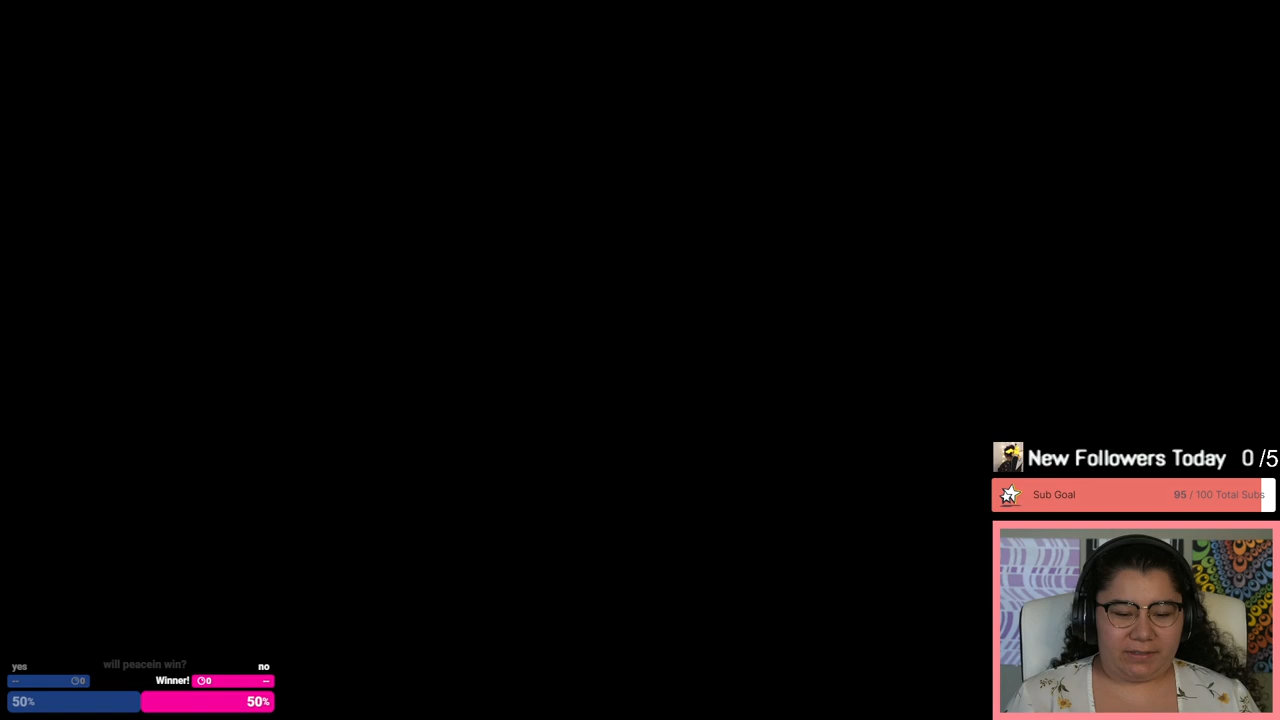 New Followers Today 0 /5
Sub Goal 95 / 100 Total Subs
yes will peacein win? no
-- 0 Winner! 0 --
50% 50%